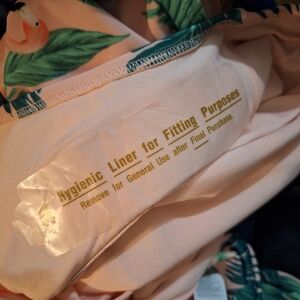 Hygienic Liner for Fitting Purposes
Remove for General Use after Final Purchase.